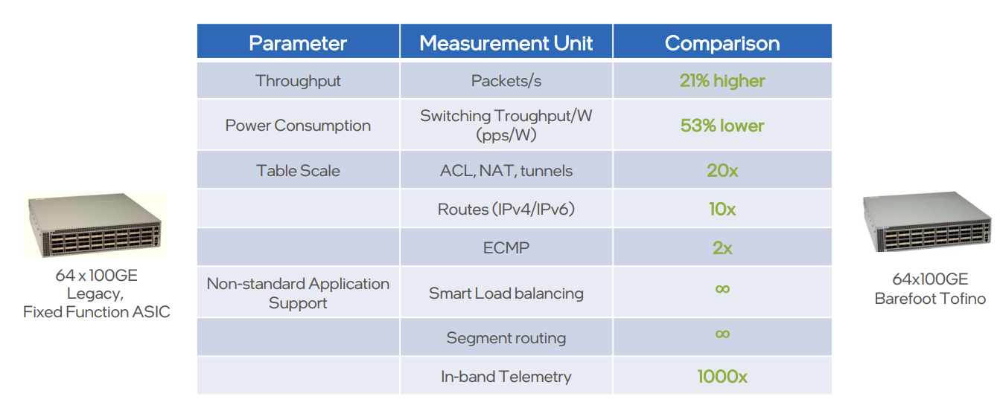 Parameter
Measurement Unit
Comparison
Throughput
Packets/s
21% higher
Power Consumption
Switching Troughput/W
(pps/W)
53% lower
Table Scale
ACL, NAT, tunnels
20x
Routes (IPv4/IPv6)
10x
ECMP
2x
Non-standard Application
Support
Smart Load balancing
∞
Segment routing
∞
In-band Telemetry
1000x
64 x 100GE
Legacy,
Fixed Function ASIC
64x100GE
Barefoot Tofino